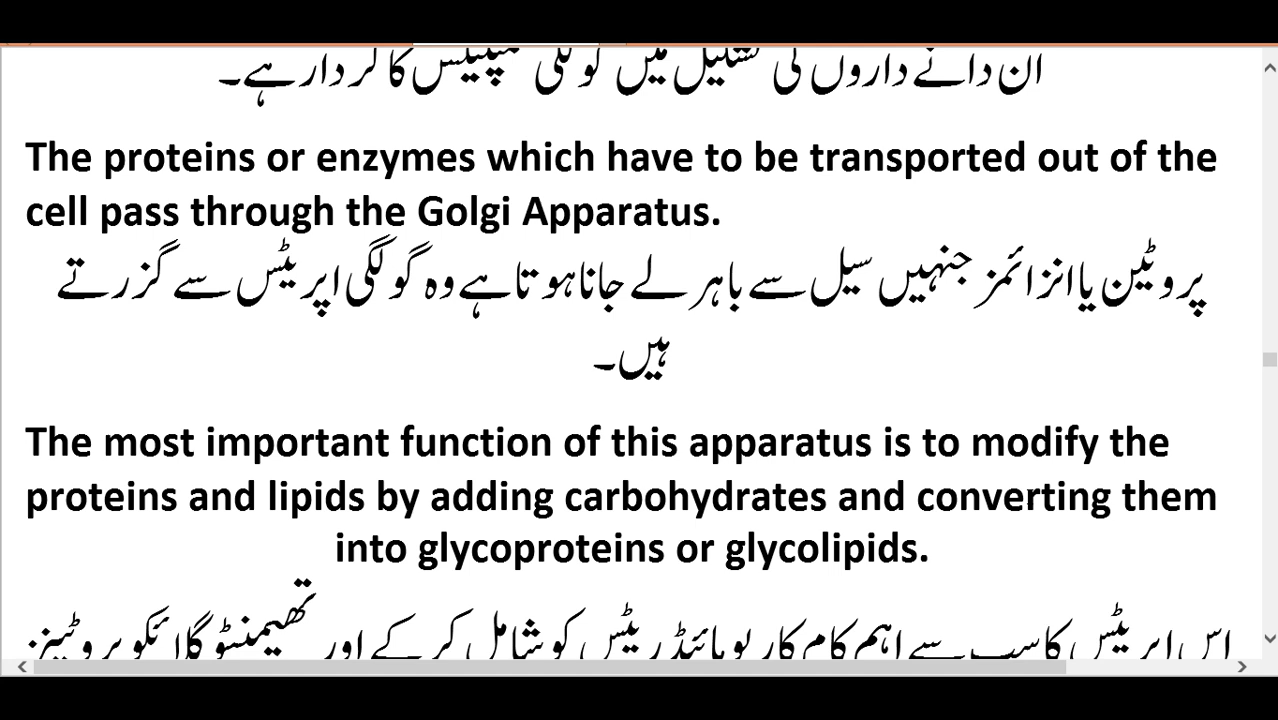 ان دانے داروں کی تشکیل میں گولگی کمپلیکس کا کردار ہے۔
The proteins or enzymes which have to be transported out of the
cell pass through the Golgi Apparatus.
پروٹین یا انزائمز جنہیں سیل سے باہر لے جانا ہوتا ہے وہ گولگی اپریٹس سے گزرتے
ہیں۔
The most important function of this apparatus is to modify the
proteins and lipids by adding carbohydrates and converting them
into glycoproteins or glycolipids.
اس اپریٹس کا سب سے اہم کام کاربوہائیڈریٹس کو شامل کر کے اور تھیمنٹو گلائکو پروٹینز